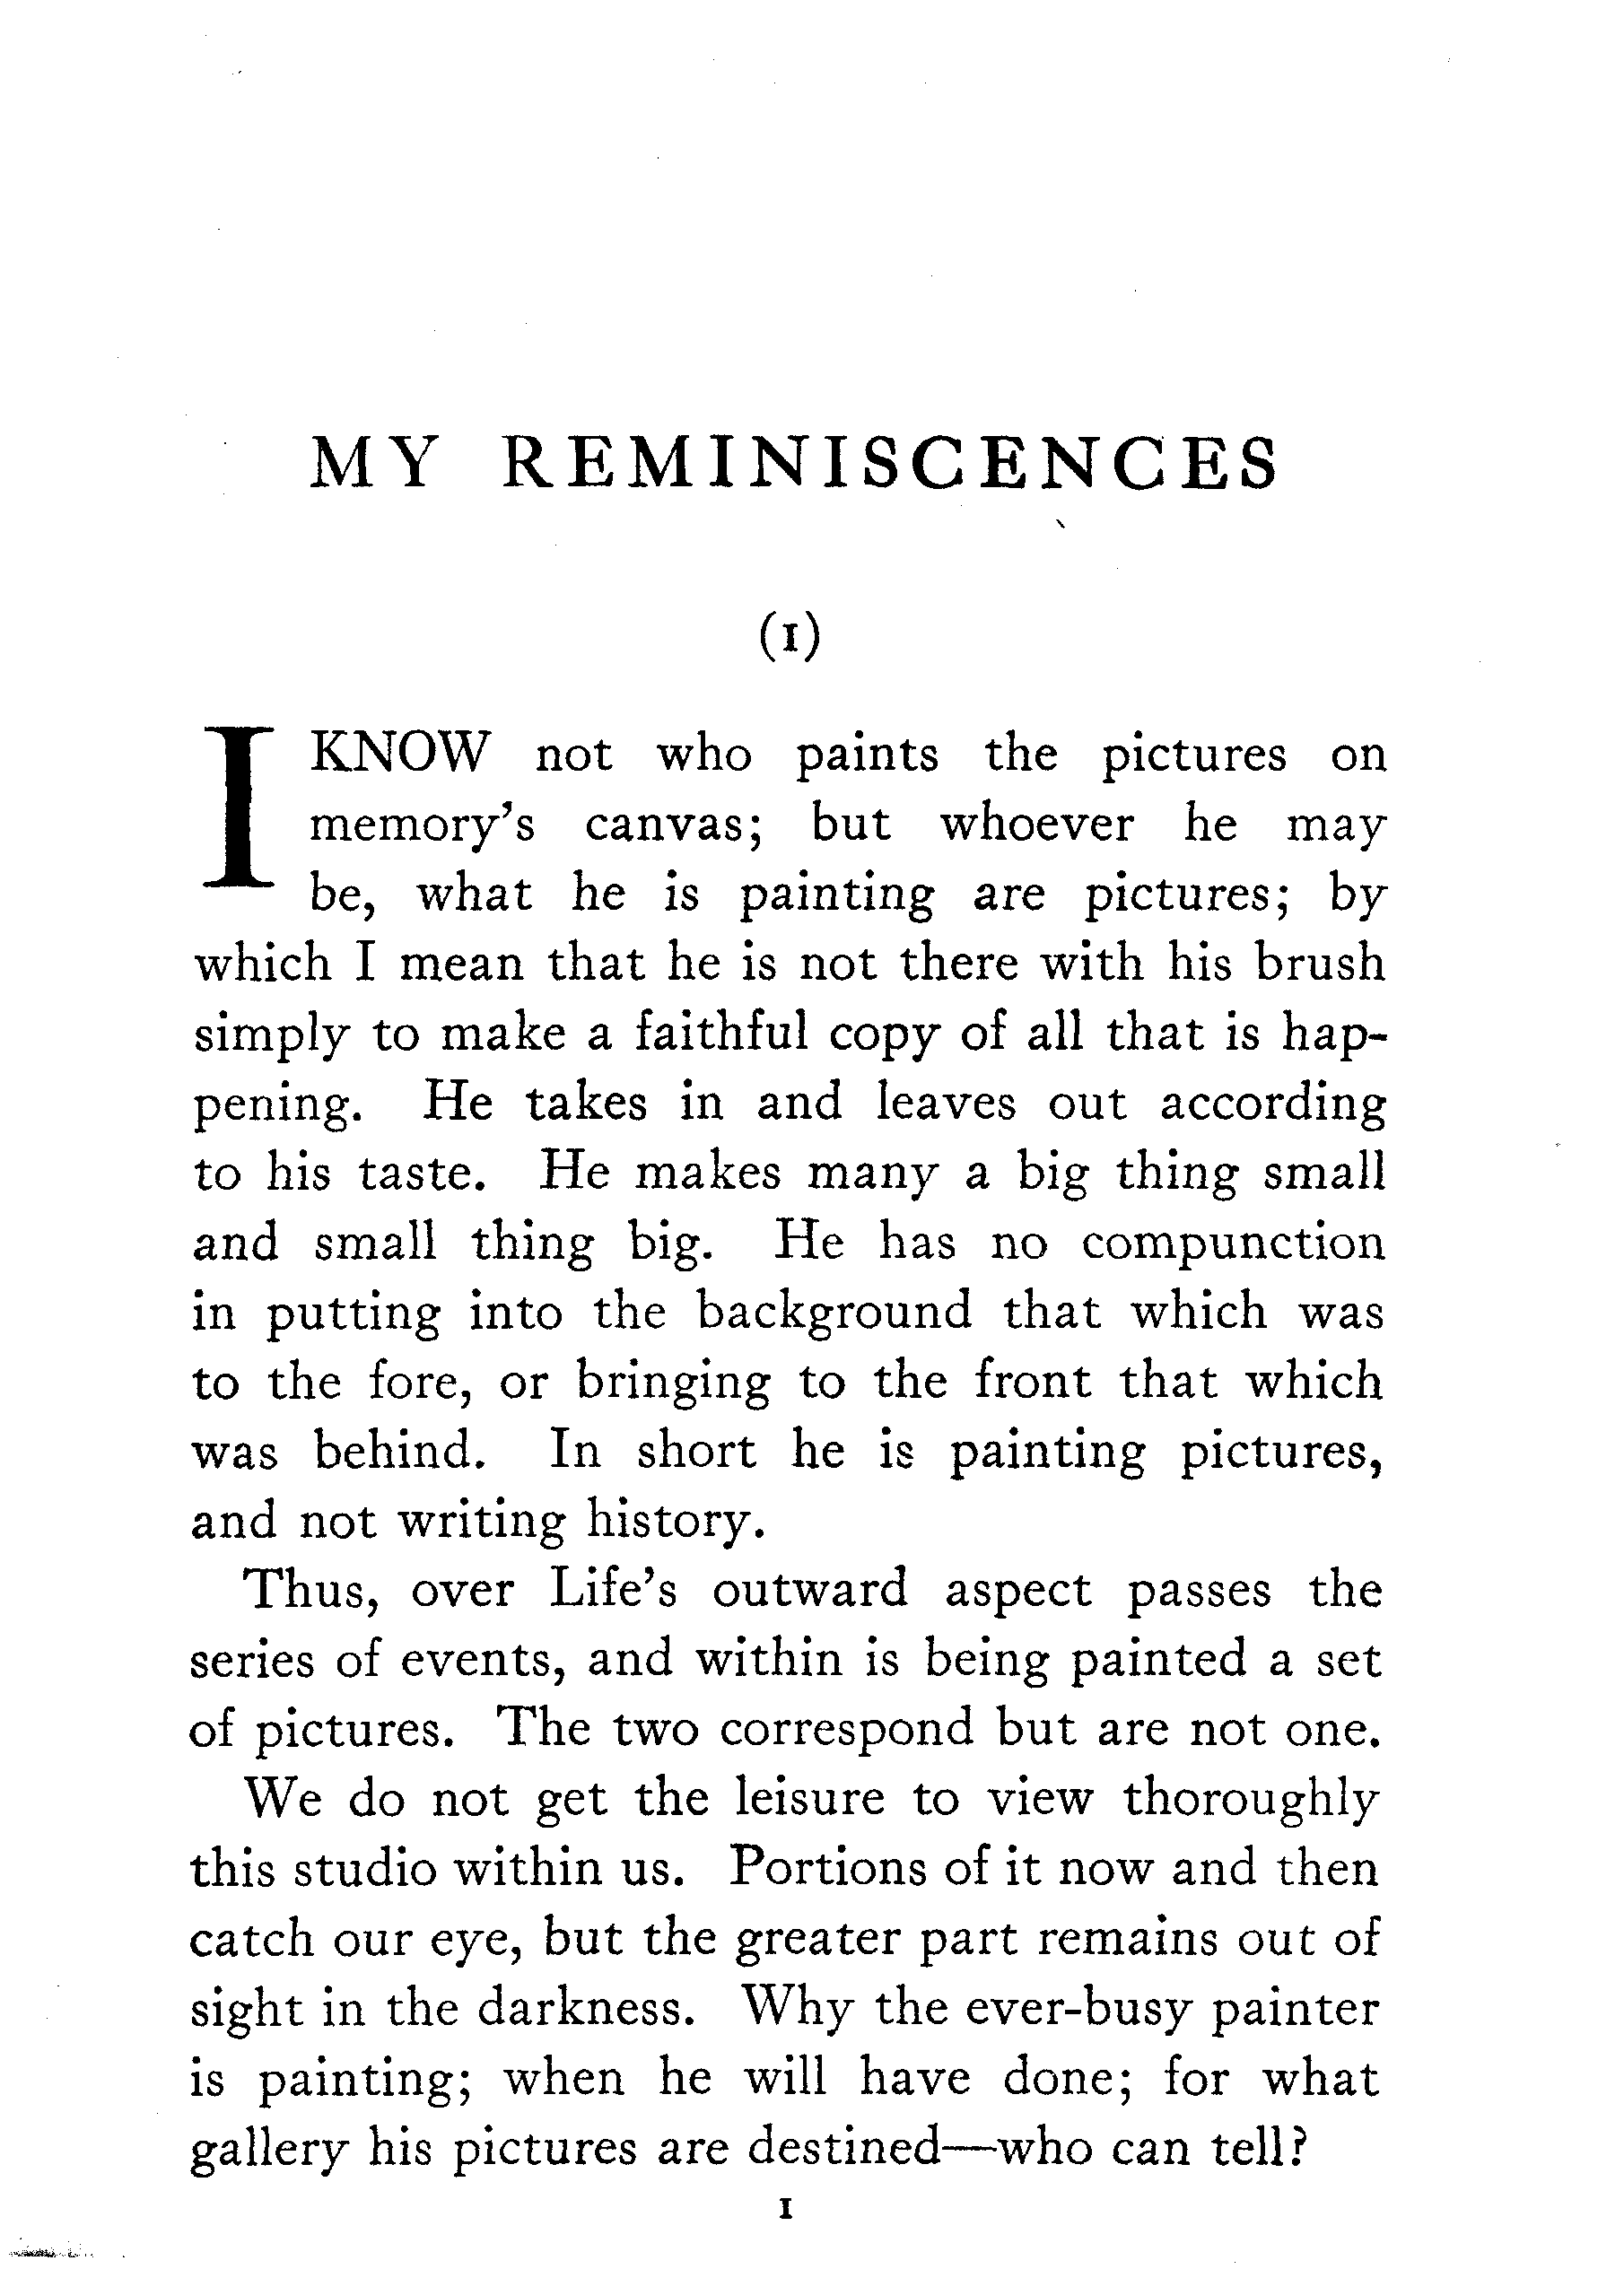 MY REMINISCENCES
(1)
I KNOW not who paints the pictures on
memory's canvas; but whoever he may
be, what he is painting are pictures; by
which I mean that he is not there with his brush
simply to make a faithful copy of all that is hap-
pening. He takes in and leaves out according
to his taste. He makes many a big thing small
and small thing big. He has no compunction
in putting into the background that which was
to the fore, or bringing to the front that which
was behind. In short he is painting pictures,
and not writing history.
Thus, over Life's outward aspect passes the
series of events, and within is being painted a set
of pictures. The two correspond but are not one.
We do not get the leisure to view thoroughly
this studio within us. Portions of it now and then
catch our eye, but the greater part remains out of
sight in the darkness. Why the ever-busy painter
is painting; when he will have done; for what
gallery his pictures are destined—who can tell?
1